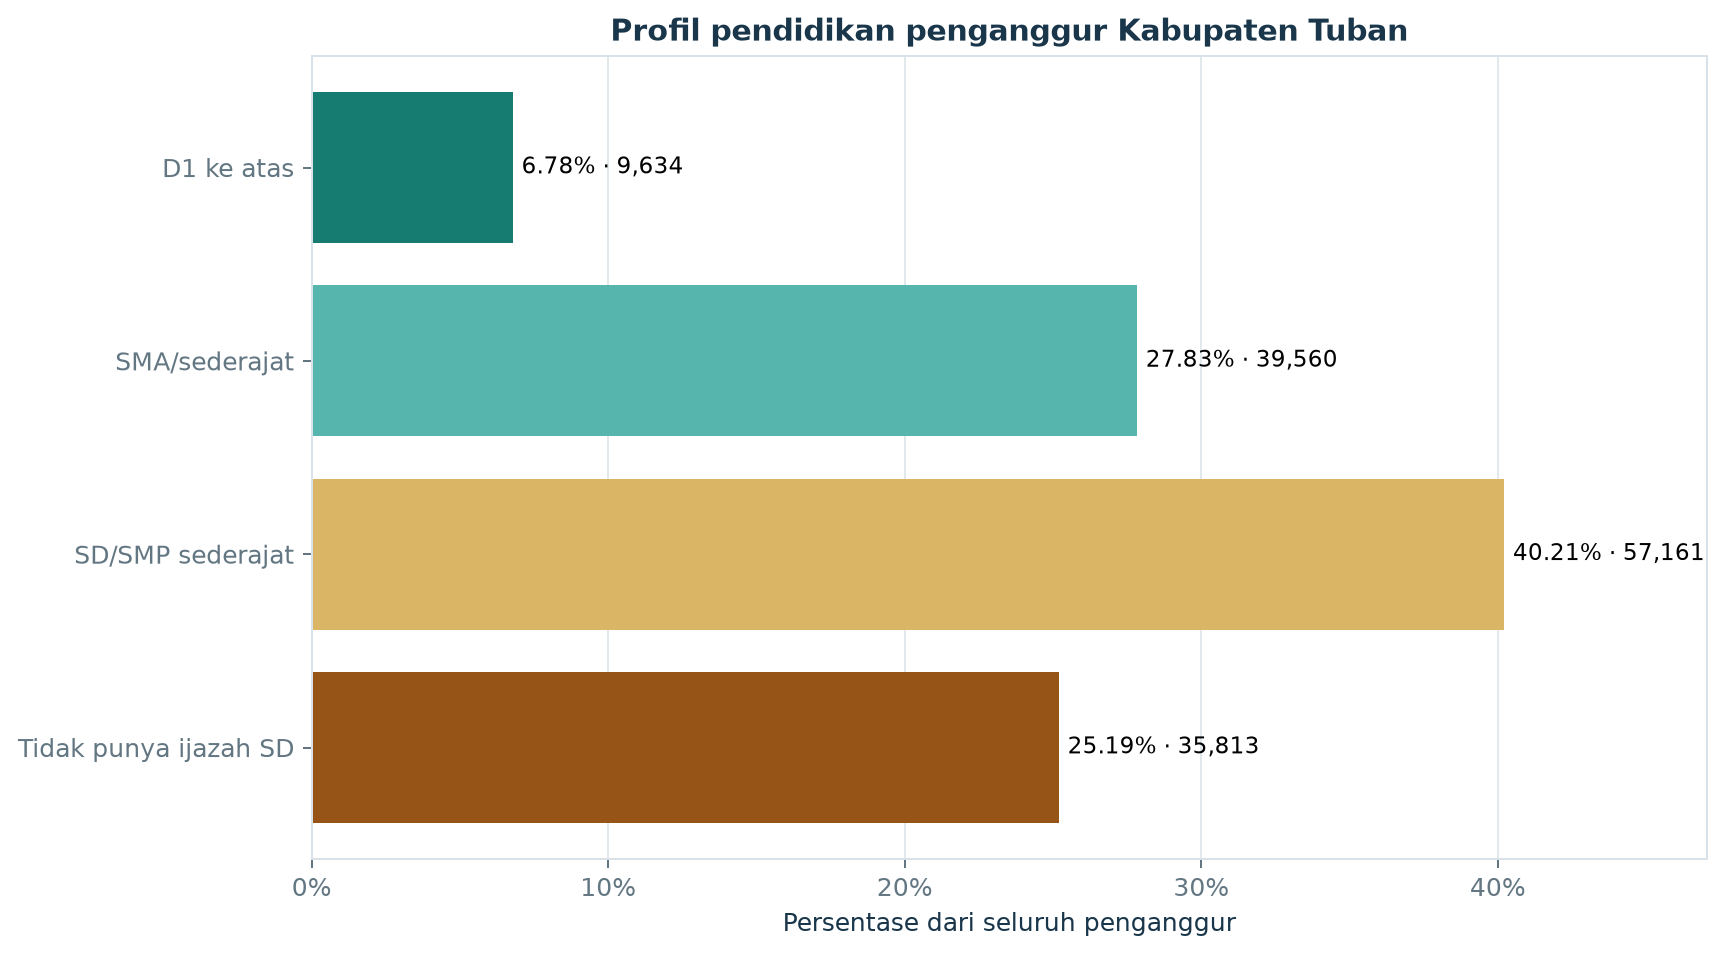 Profil pendidikan penganggur Kabupaten Tuban
D1 ke atas
6.78% · 9,634
SMA/sederajat
27.83% · 39,560
SD/SMP sederajat
40.21% · 57,161
Tidak punya ijazah SD
25.19% · 35,813
0% 10% 20% 30% 40%
Persentase dari seluruh penganggur